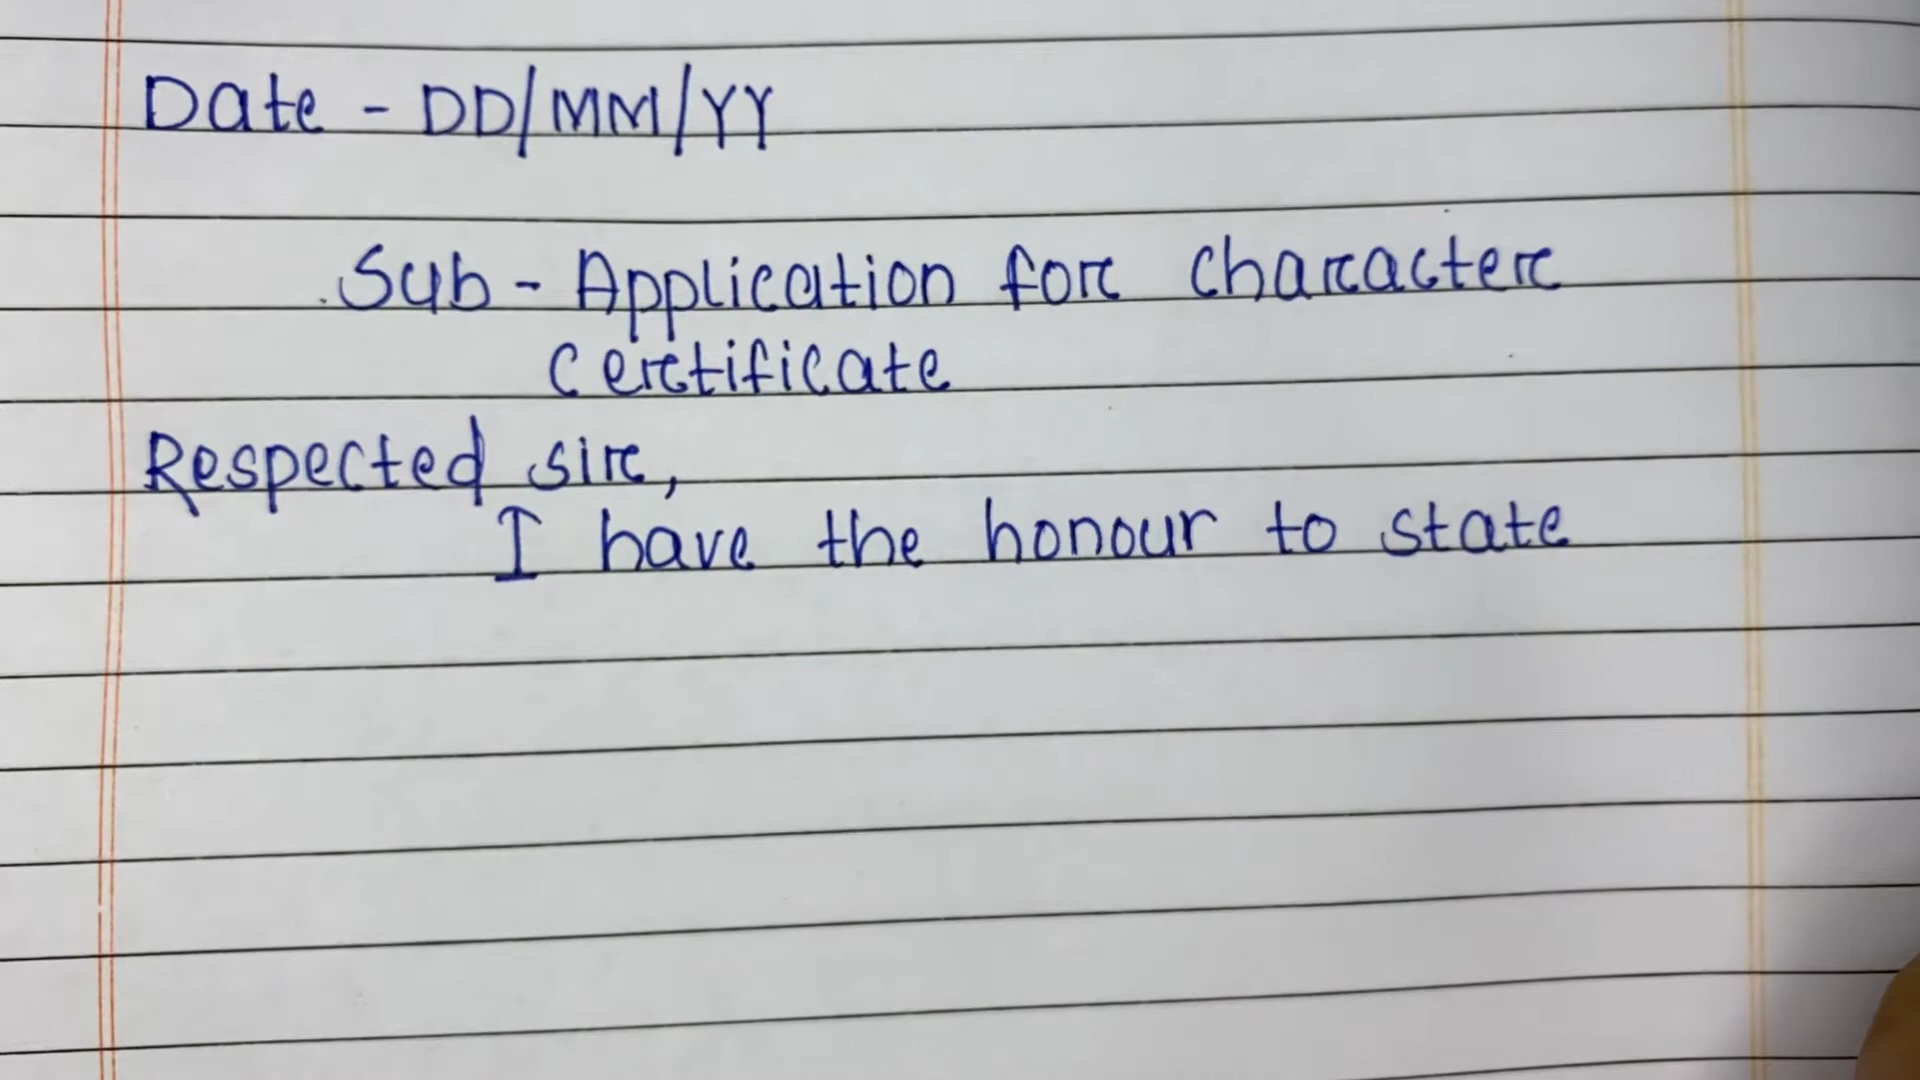 Date - DD/MM/YY
Sub - Application for character
certificate
Respected sir,
I have the honour to state